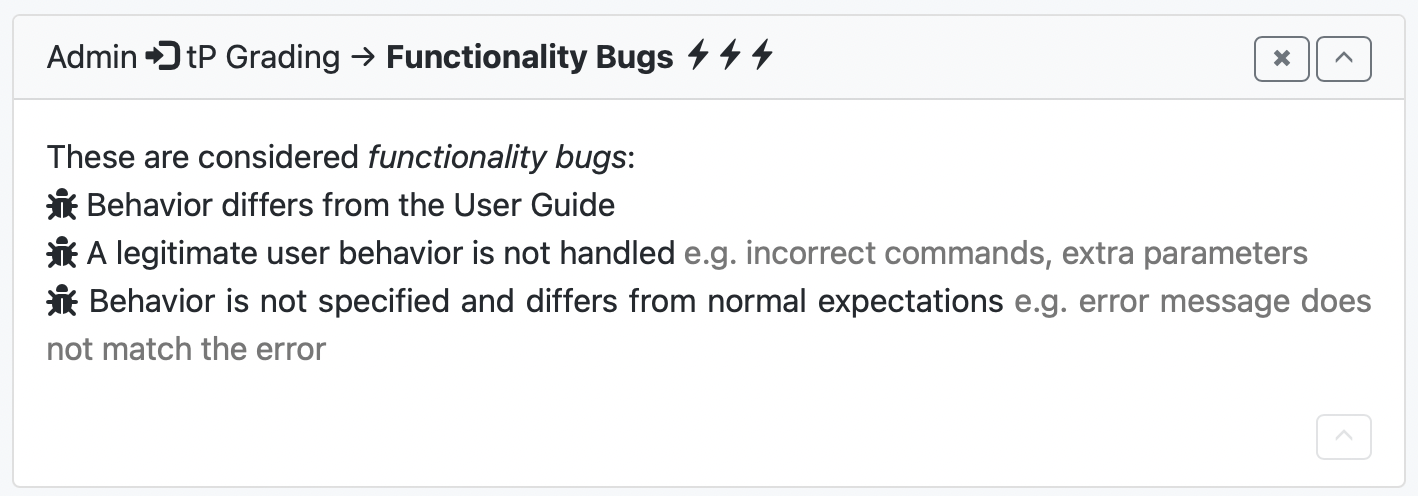 Admin tP Grading → Functionality Bugs
These are considered functionality bugs:
Behavior differs from the User Guide
A legitimate user behavior is not handled e.g. incorrect commands, extra parameters
Behavior is not specified and differs from normal expectations e.g. error message does
not match the error